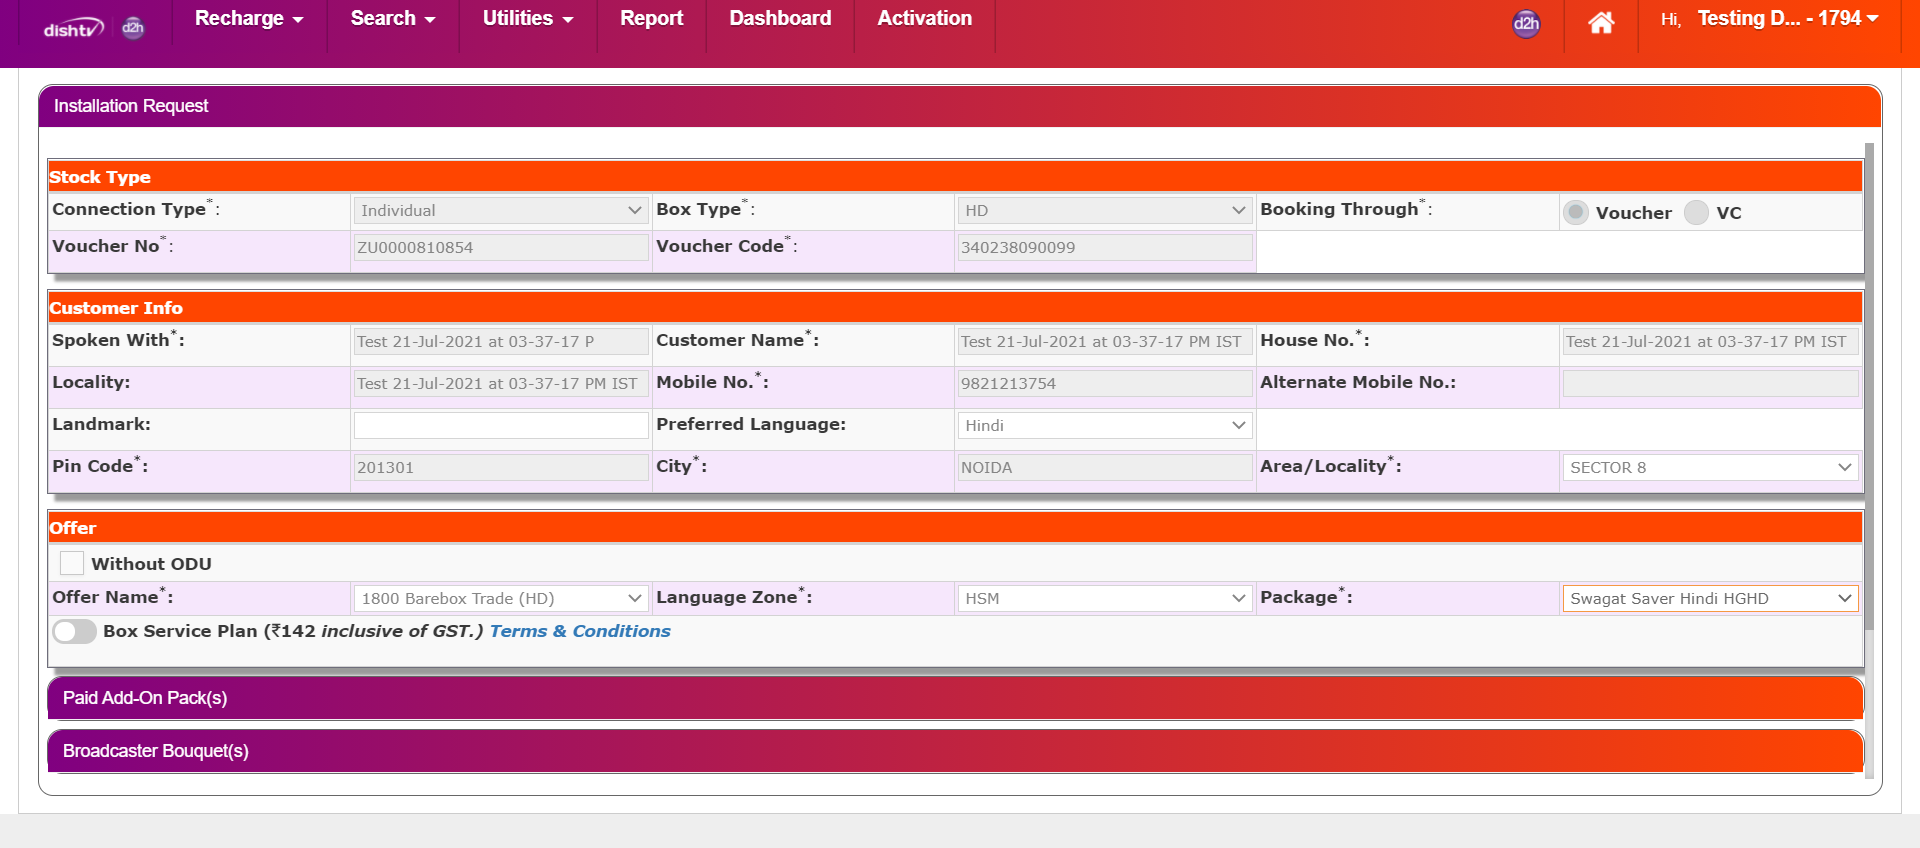 dishtv d2h Recharge Search Utilities Report Dashboard Activation d2h Hi, Testing D... - 1794
Installation Request
Stock Type
Connection Type*: Individual Box Type*: HD Booking Through*: Voucher VC
Voucher No*: ZU0000810854 Voucher Code*: 340238090099
Customer Info
Spoken With*: Test 21-Jul-2021 at 03-37-17 P Customer Name*: Test 21-Jul-2021 at 03-37-17 PM IST House No.*: Test 21-Jul-2021 at 03-37-17 PM IST
Locality: Test 21-Jul-2021 at 03-37-17 PM IST Mobile No.*: 9821213754 Alternate Mobile No.:
Landmark: Preferred Language: Hindi
Pin Code*: 201301 City*: NOIDA Area/Locality*: SECTOR 8
Offer
Without ODU
Offer Name*: 1800 Barebox Trade (HD) Language Zone*: HSM Package*: Swagat Saver Hindi HGHD
Box Service Plan (₹142 inclusive of GST.) Terms & Conditions
Paid Add-On Pack(s)
Broadcaster Bouquet(s)